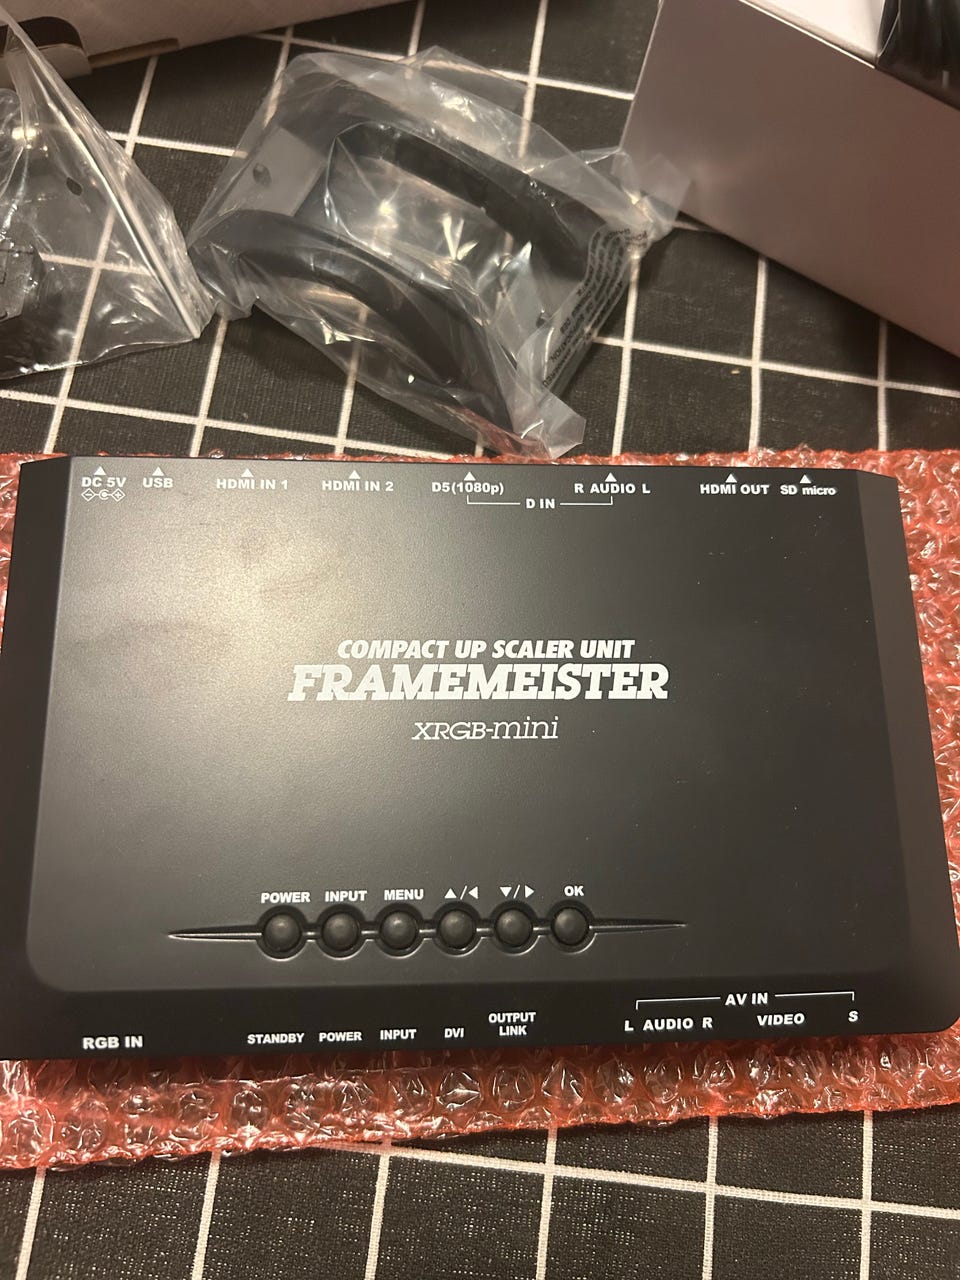 DC 5V
USB
HDMI IN 1
HDMI IN 2
D5(1080p)
R AUDIO L
D IN
HDMI OUT
SD micro
COMPACT UP SCALER UNIT
FRAMEMEISTER
XRGB-mini
POWER
INPUT
MENU
▲/◀
▼/▶
OK
RGB IN
STANDBY
POWER
INPUT
DVI
OUTPUT
LINK
AV IN
L AUDIO R
VIDEO
S